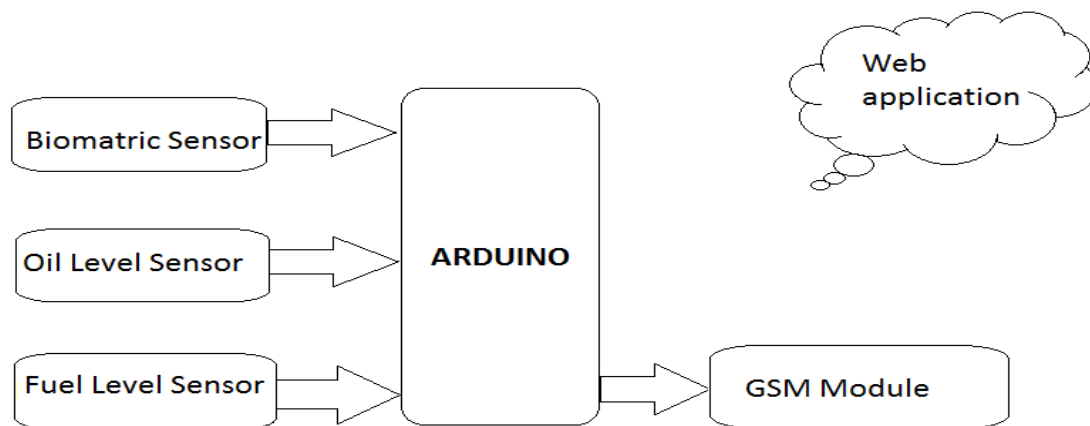 Web
application
Biomatric Sensor
Oil Level Sensor
ARDUINO
Fuel Level Sensor
GSM Module